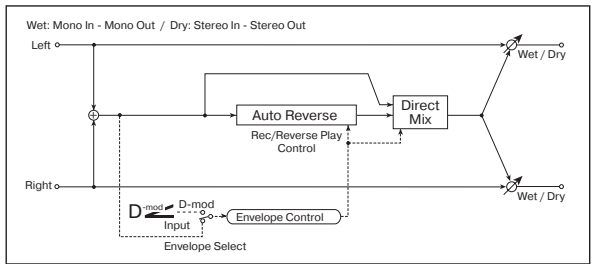 Wet: Mono In - Mono Out / Dry: Stereo In - Stereo Out
Left
Wet / Dry
Auto Reverse
Direct
Mix
Rec/Reverse Play
Control
Right
Wet / Dry
D-mod
D-mod
Input
Envelope Control
Envelope Select